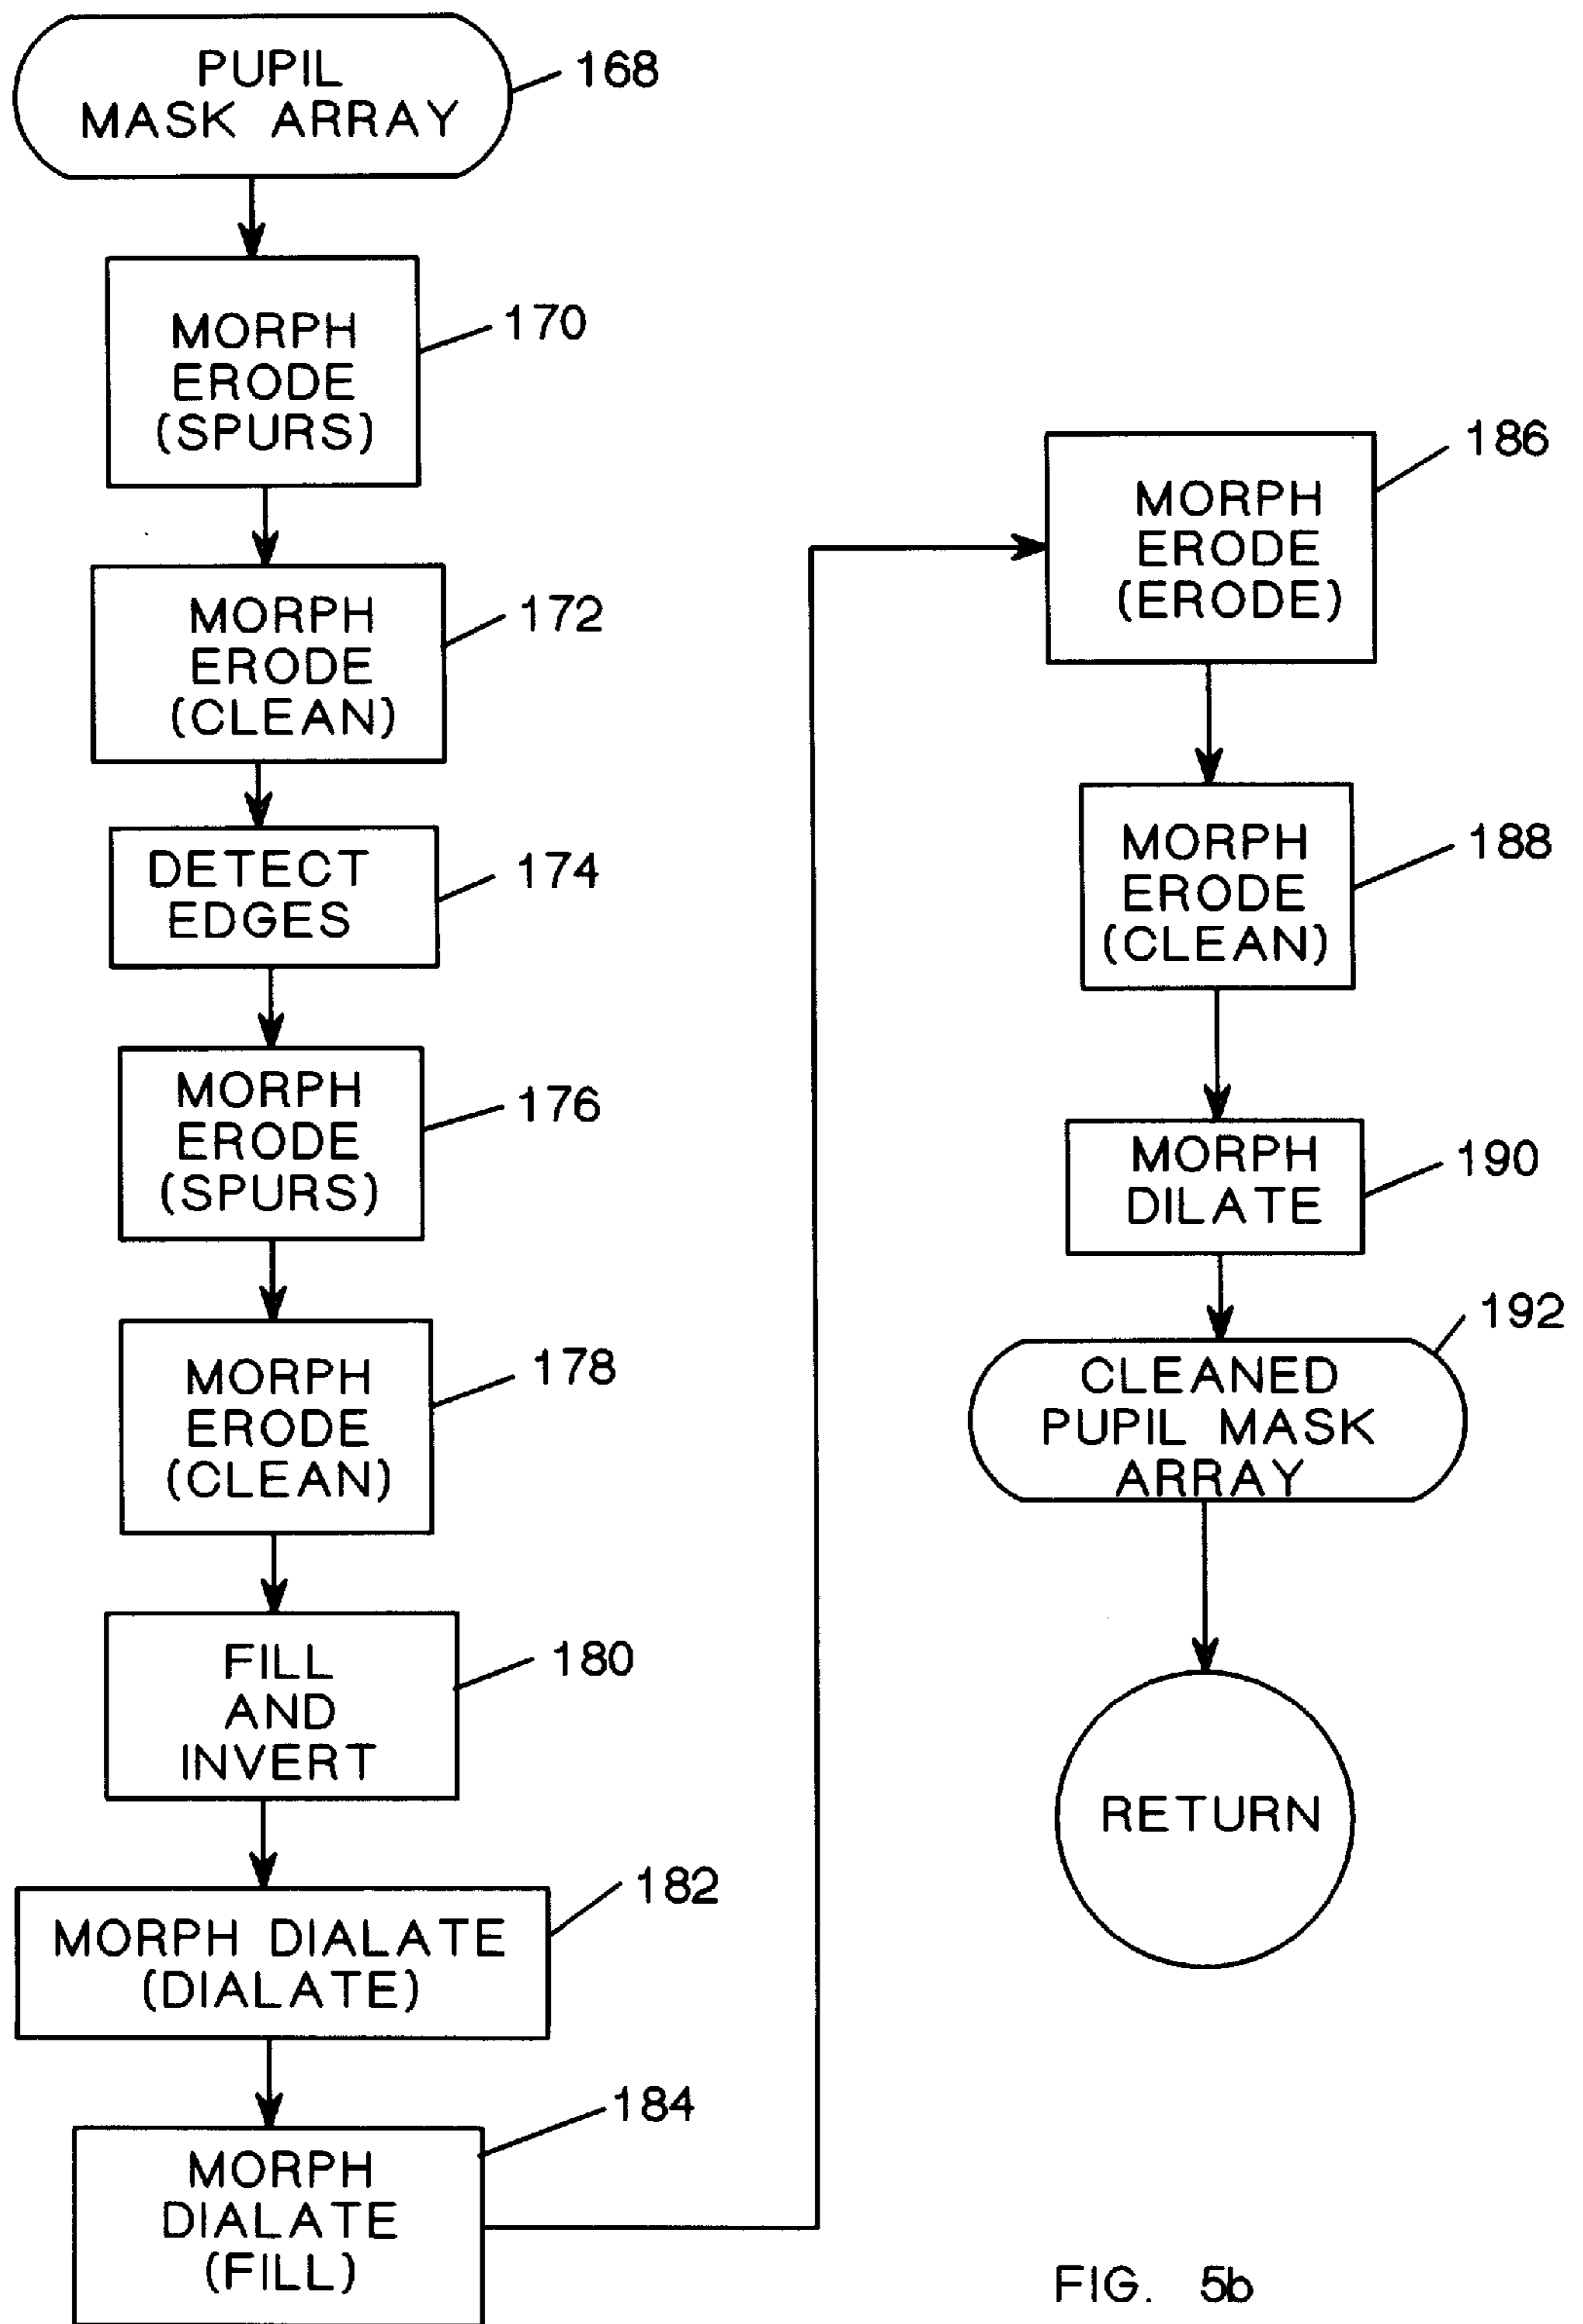 PUPIL
MASK ARRAY
168
MORPH
ERODE
(SPURS)
170
MORPH
ERODE
(CLEAN)
172
DETECT
EDGES
174
MORPH
ERODE
(SPURS)
176
MORPH
ERODE
(CLEAN)
178
FILL
AND
INVERT
180
MORPH DIALATE
(DIALATE)
182
MORPH
DIALATE
(FILL)
184
MORPH
ERODE
(ERODE)
186
MORPH
ERODE
(CLEAN)
188
MORPH
DILATE
190
CLEANED
PUPIL MASK
ARRAY
192
RETURN
FIG. 5b